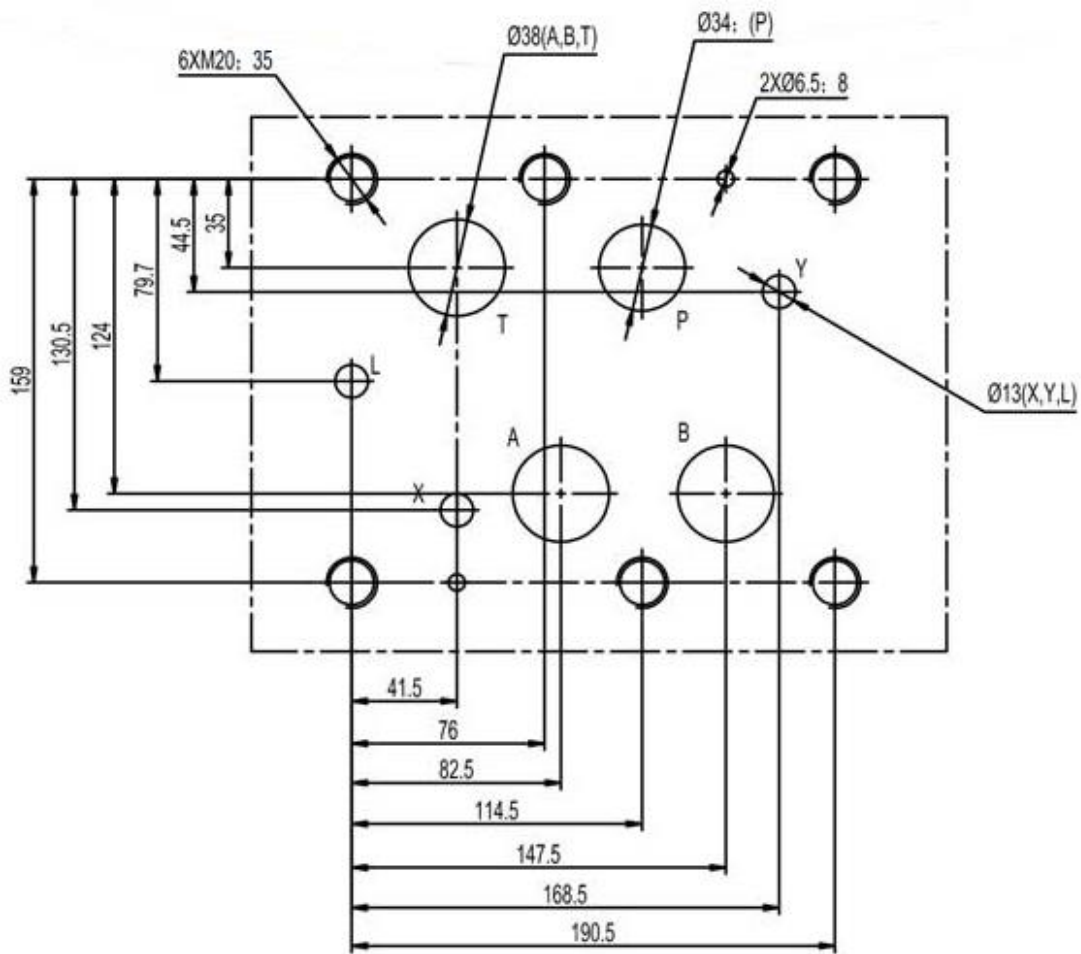 Ø38(A,B,T)
Ø34: (P)
6XM20: 35
2XØ6.5: 8
35
44.5
79.7
124
130.5
159
Y
T
P
L
Ø13(X,Y,L)
A
B
X
41.5
76
82.5
114.5
147.5
168.5
190.5